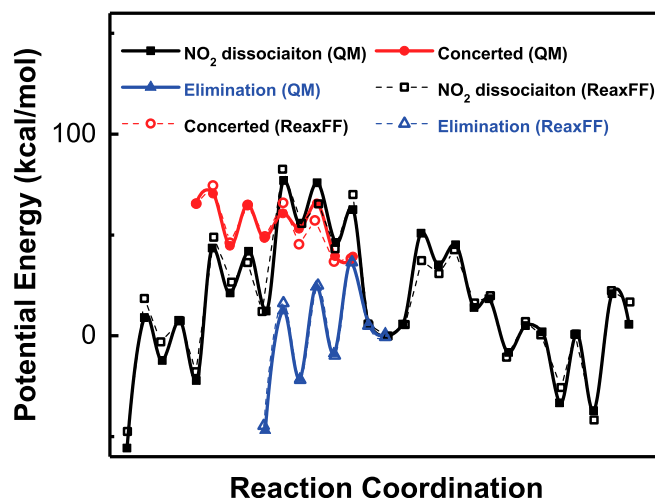 NO₂ dissociaiton (QM) Concerted (QM)
Elimination (QM) NO₂ dissociaiton (ReaxFF)
Concerted (ReaxFF) Elimination (ReaxFF)
Potential Energy (kcal/mol)
100
0
Reaction Coordination